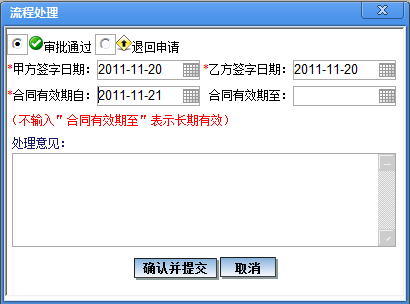 流程处理
审批通过 退回申请
*甲方签字日期：2011-11-20 *乙方签字日期：2011-11-20
*合同有效期自：2011-11-21 合同有效期至：
（不输入＂合同有效期至＂表示长期有效）
处理意见：
确认并提交 取消